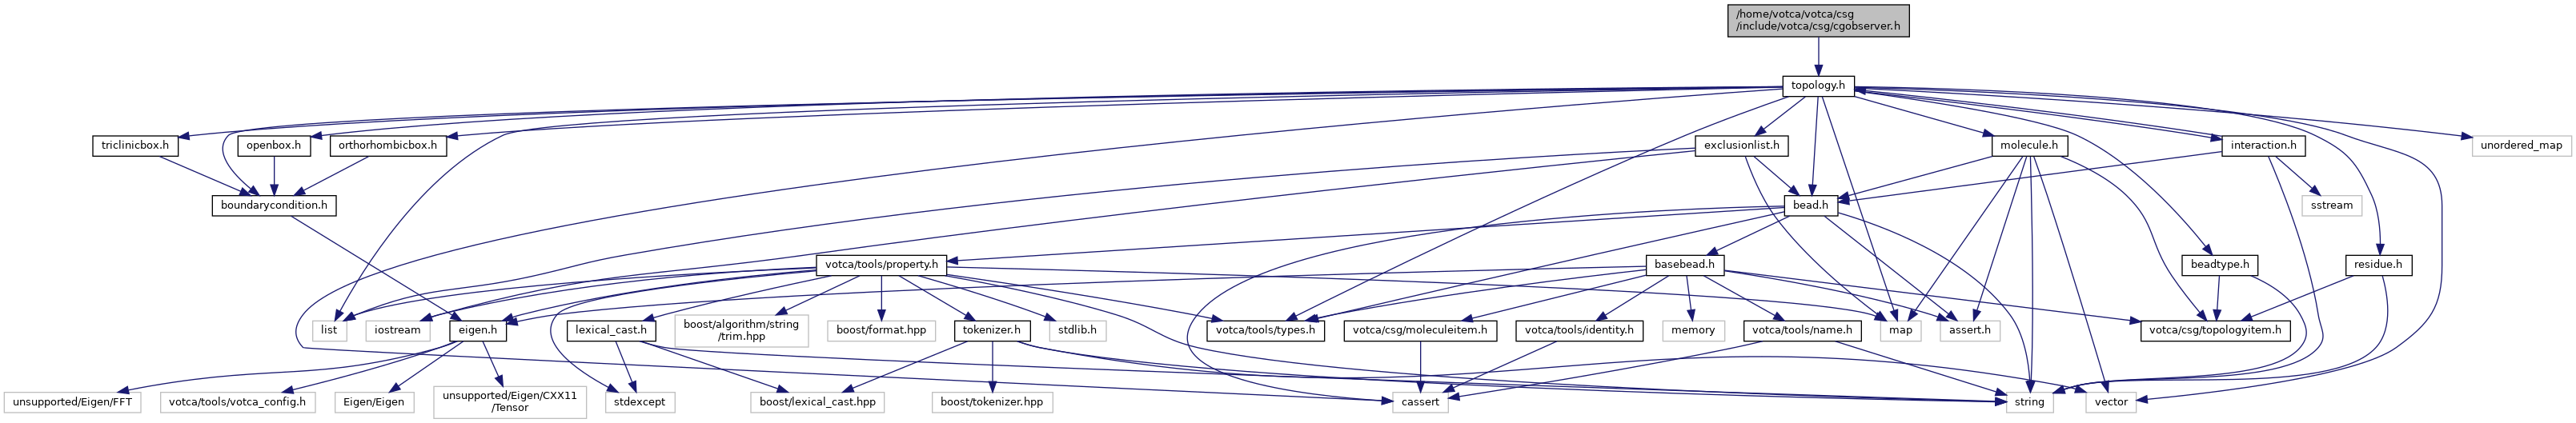 /home/votca/votca/csg
/include/votca/csg/cgobserver.h
topology.h
triclinicbox.h
openbox.h
orthorhombicbox.h
exclusionlist.h
molecule.h
interaction.h
unordered_map
boundarycondition.h
bead.h
sstream
votca/tools/property.h
basebead.h
beadtype.h
residue.h
list
iostream
eigen.h
lexical_cast.h
boost/algorithm/string
/trim.hpp
boost/format.hpp
tokenizer.h
stdlib.h
votca/tools/types.h
votca/csg/moleculeitem.h
votca/tools/identity.h
memory
votca/tools/name.h
map
assert.h
votca/csg/topologyitem.h
unsupported/Eigen/FFT
votca/tools/votca_config.h
Eigen/Eigen
unsupported/Eigen/CXX11
/Tensor
stdexcept
boost/lexical_cast.hpp
boost/tokenizer.hpp
cassert
string
vector